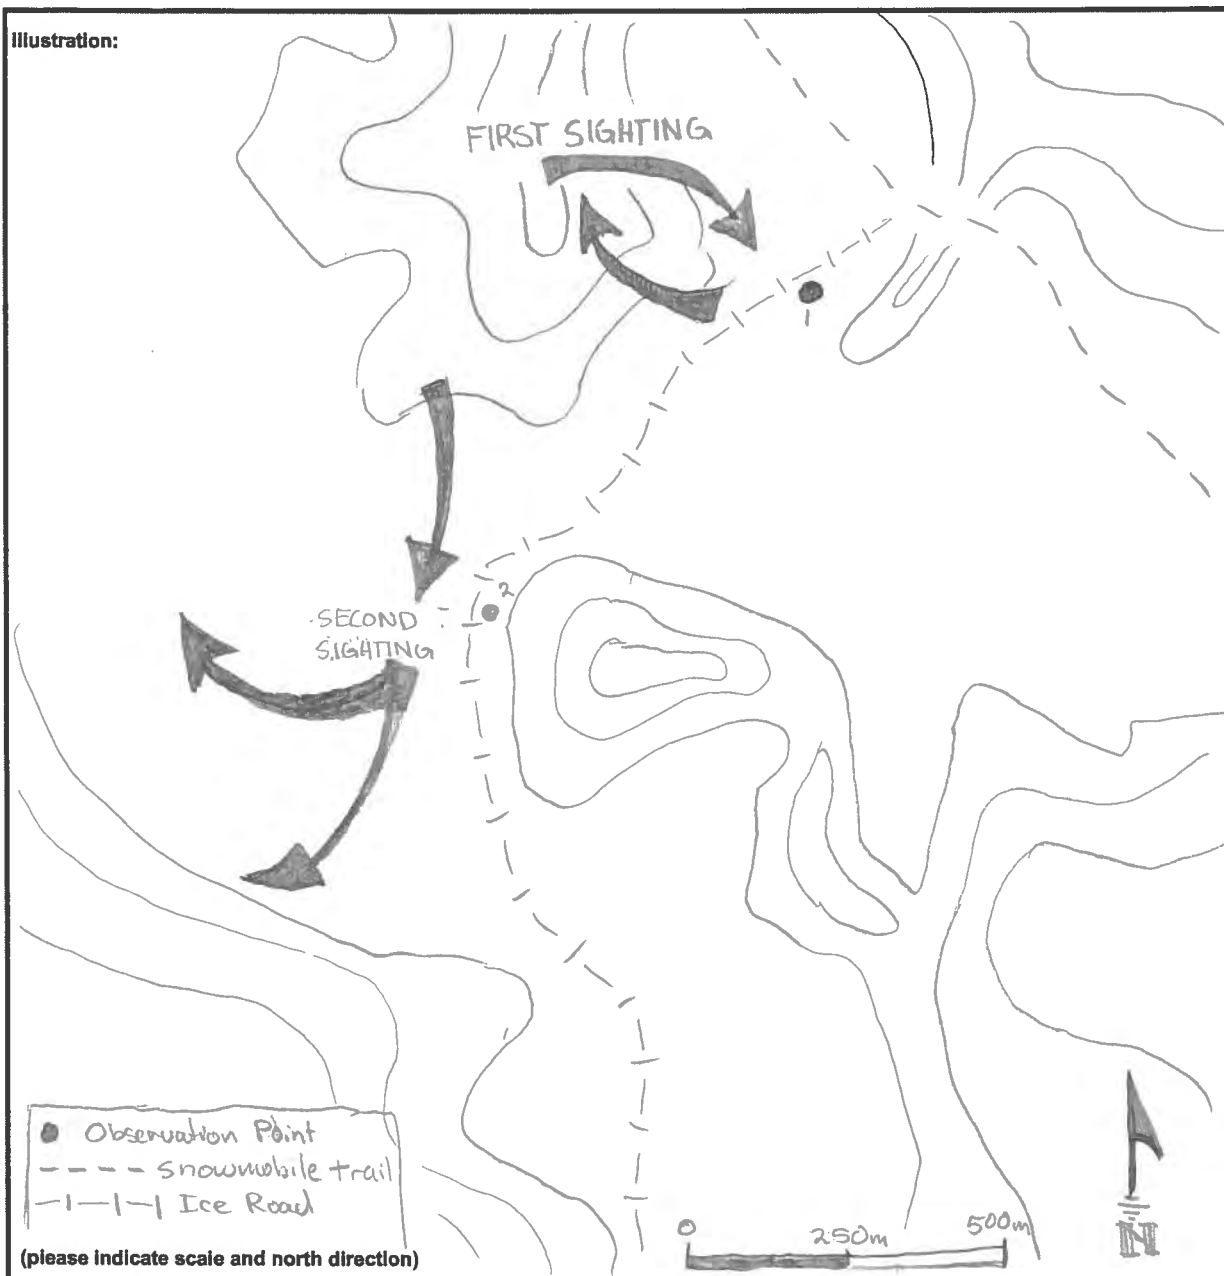 Illustration:
FIRST SIGHTING
1
2
SECOND
SIGHTING
Observation Point
Snowmobile trail
Ice Road
(please indicate scale and north direction)
0 250m 500m
N